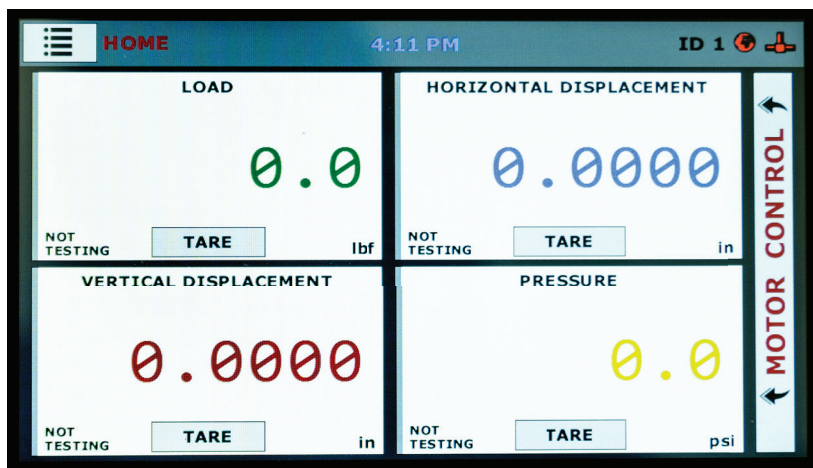 HOME
4:11 PM
ID 1
LOAD
0.0
NOT
TESTING
TARE
lbf
HORIZONTAL DISPLACEMENT
0.0000
NOT
TESTING
TARE
in
VERTICAL DISPLACEMENT
0.0000
NOT
TESTING
TARE
in
PRESSURE
0.0
NOT
TESTING
TARE
psi
MOTOR CONTROL